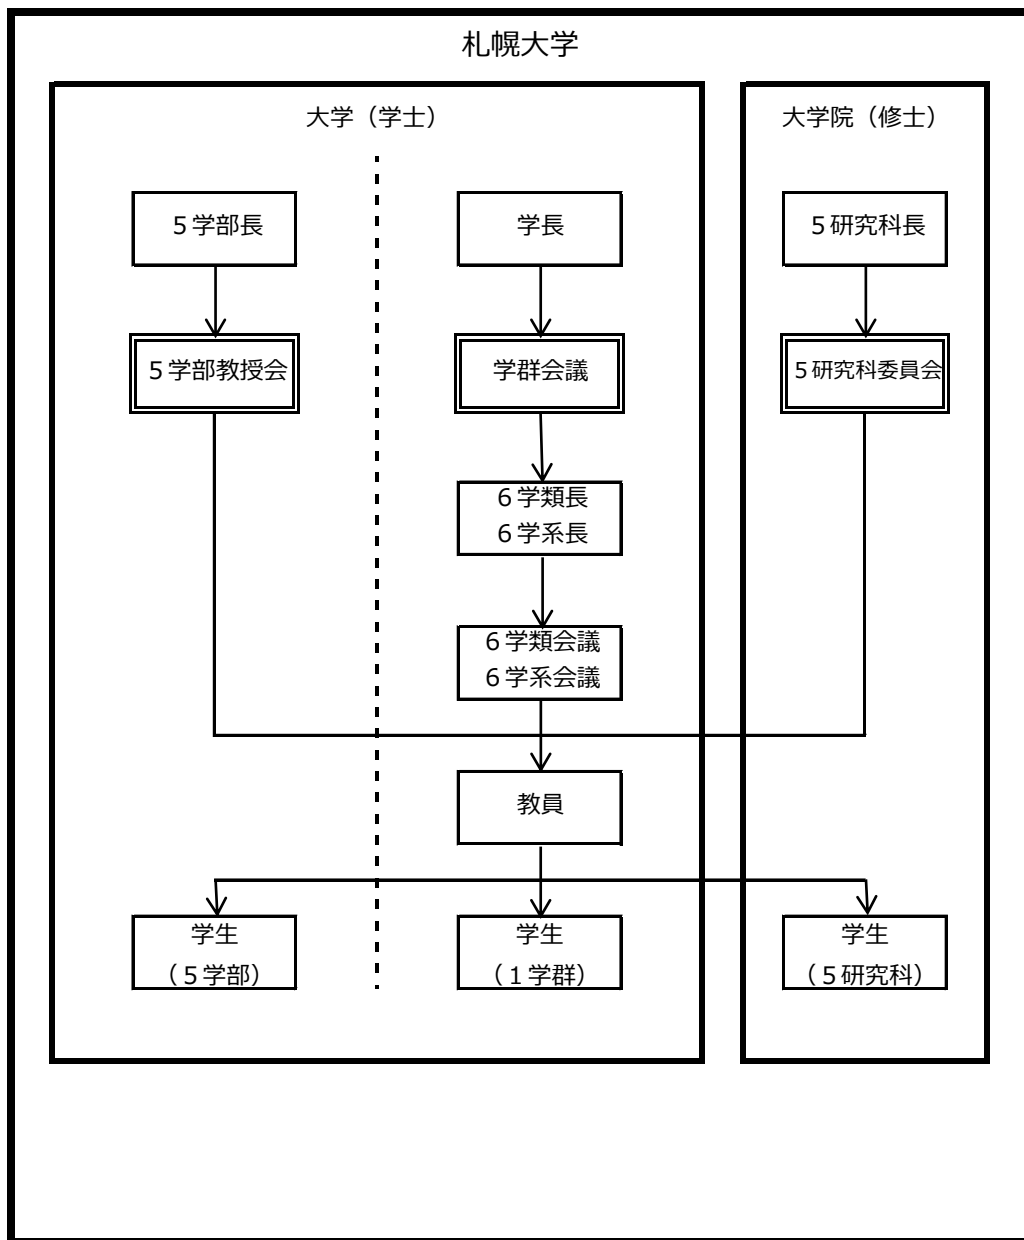 札幌大学
大学（学士）
大学院（修士）
５学部長
学長
５研究科長
５学部教授会
学群会議
５研究科委員会
６学類長
６学系長
６学類会議
６学系会議
教員
学生
（５学部）
学生
（１学群）
学生
（５研究科）